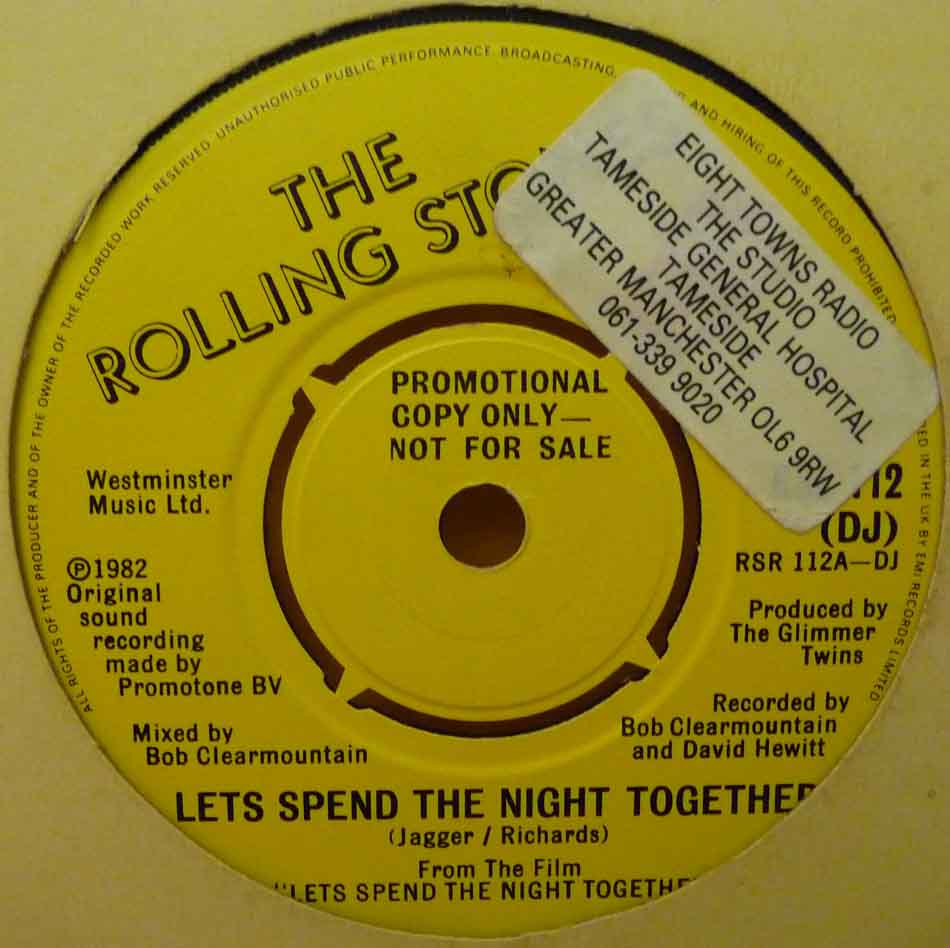 ALL RIGHTS OF THE PRODUCER AND OF THE OWNER OF THE RECORDED WORK RESERVED. UNAUTHORISED PUBLIC PERFORMANCE, BROADCASTING, AND HIRING OF THIS RECORD PROHIBITED IN THE UK BY EMI RECORDS LIMITED
THE
ROLLING
EIGHT TOWNS RADIO
THE STUDIO
TAMESIDE GENERAL HOSPITAL
TAMESIDE
GREATER MANCHESTER OL6 9RW
061-339 9020
PROMOTIONAL
COPY ONLY—
NOT FOR SALE
Westminster
Music Ltd.
℗1982
Original
sound
recording
made by
Promotone BV
Mixed by
Bob Clearmountain
(DJ)
RSR 112A—DJ
Produced by
The Glimmer
Twins
Recorded by
Bob Clearmountain
and David Hewitt
LETS SPEND THE NIGHT TOGETHER
(Jagger / Richards)
From The Film
"LETS SPEND THE NIGHT TOGETHE